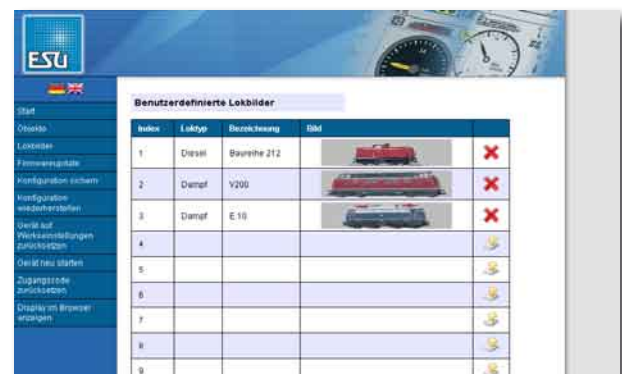 ESU
Start
Objekte
Lokbilder
Firmwareupdate
Konfiguration sichern
Konfiguration
wiederherstellen
Gerät auf
Werkseinstellungen
zurücksetzen
Gerät neu starten
Zugangscode
zurücksetzen
Display im Browser
anzeigen
Benutzerdefinierte Lokbilder
Index Loktyp Bezeichnung Bild
1 Diesel Baureihe 212
2 Dampf V200
3 Dampf E 10
4
5
6
7
8
9